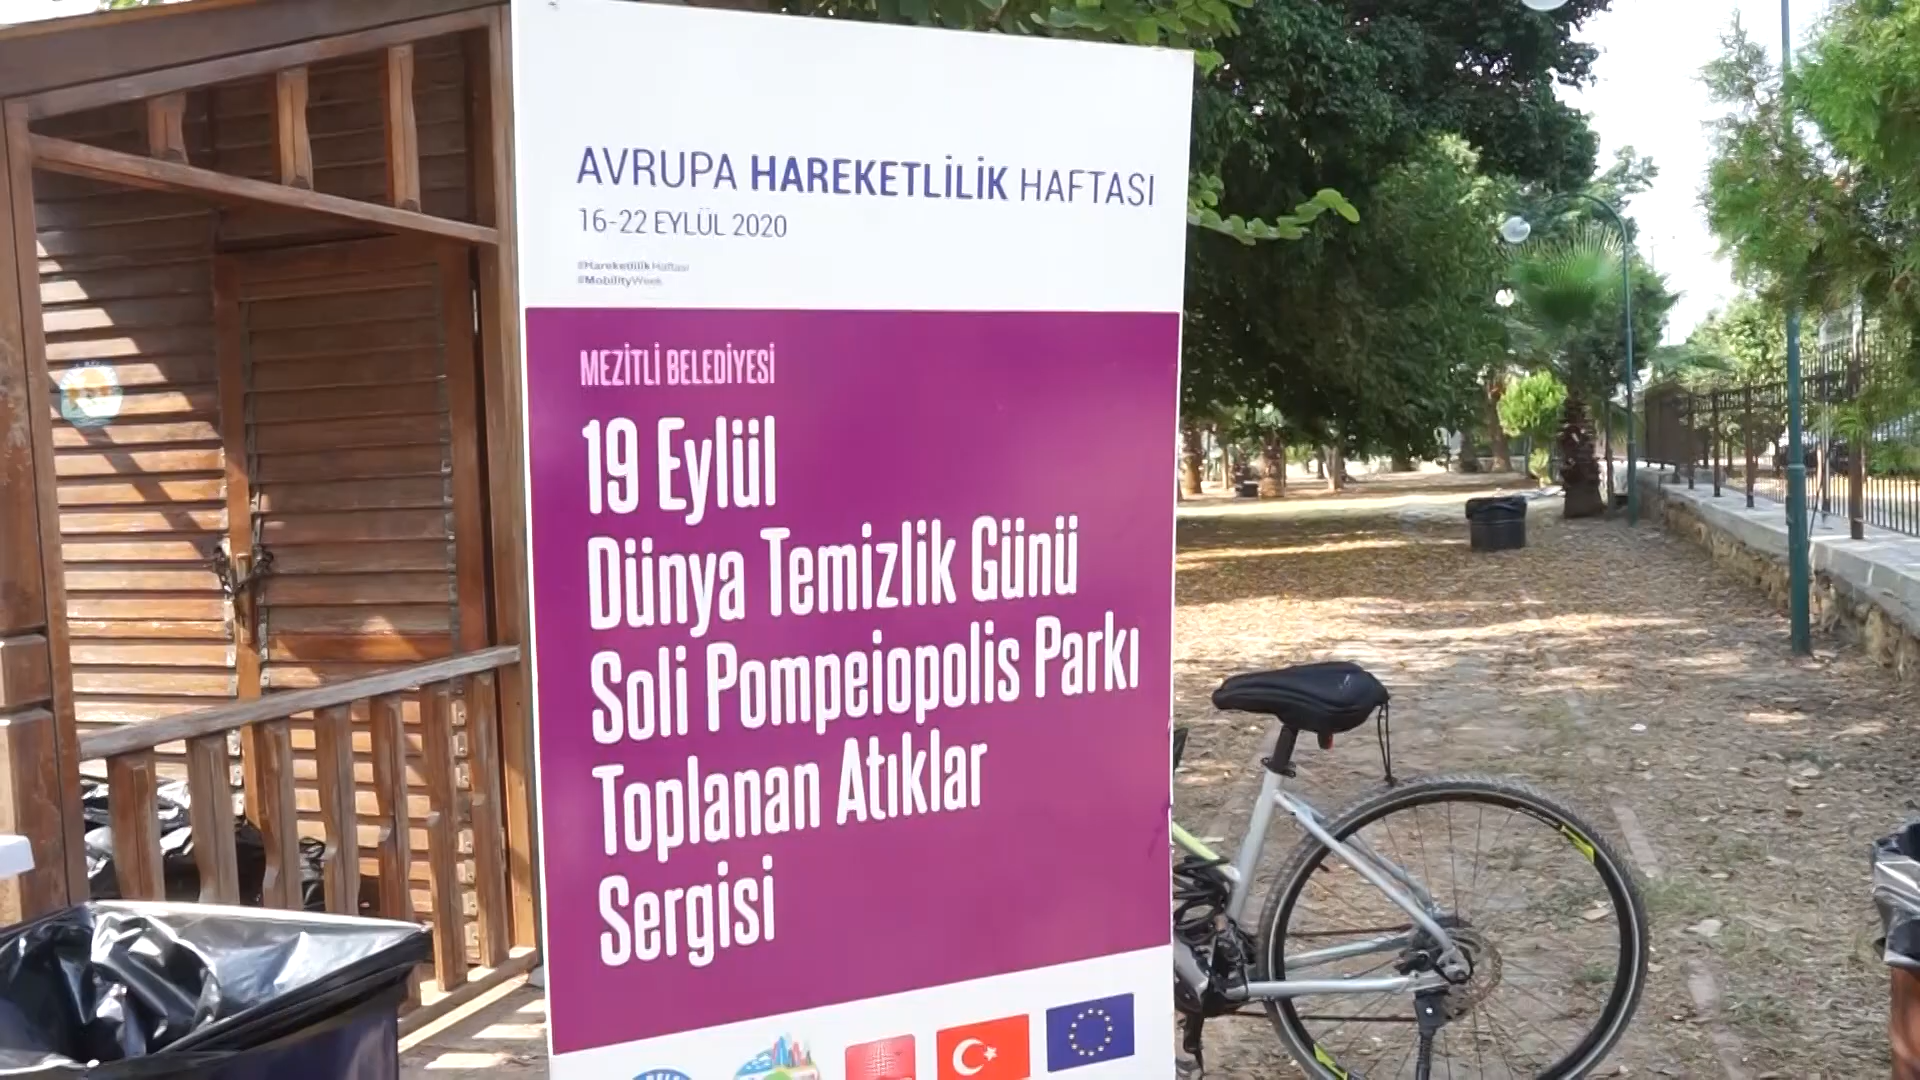 AVRUPA HAREKETLİLİK HAFTASI
16-22 EYLÜL 2020
#HareketlilikHaftası
#MobilityWeek
MEZİTLİ BELEDİYESİ
19 Eylül
Dünya Temizlik Günü
Soli Pompeiopolis Parkı
Toplanan Atıklar
Sergisi